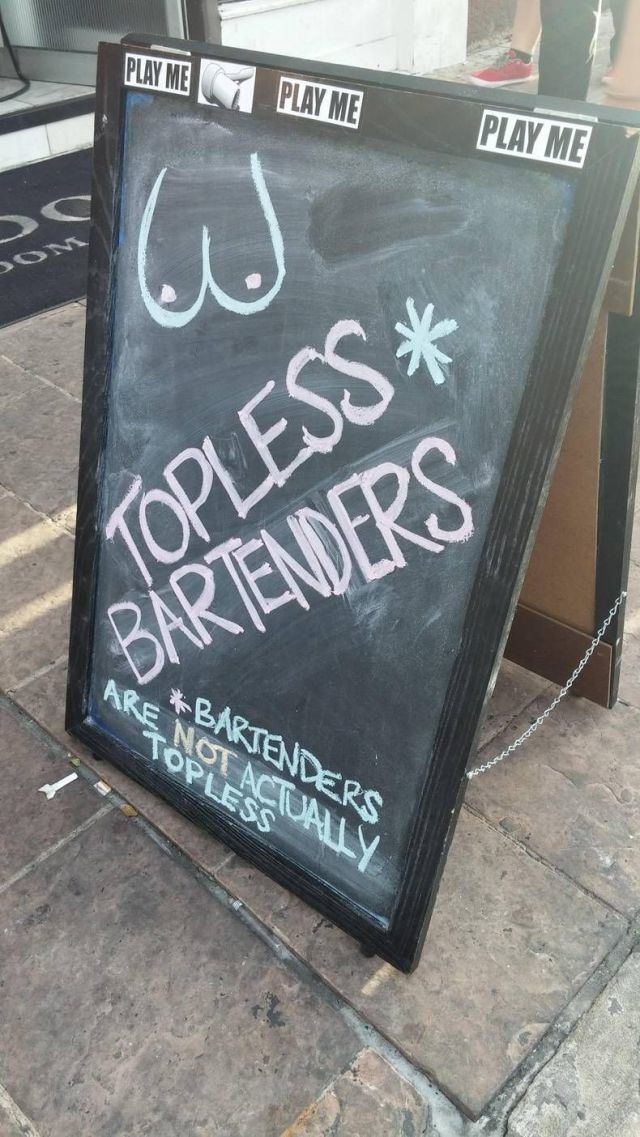 PLAY ME PLAY ME PLAY ME
TOPLESS*
BARTENDERS
*BARTENDERS
ARE NOT ACTUALLY
TOPLESS